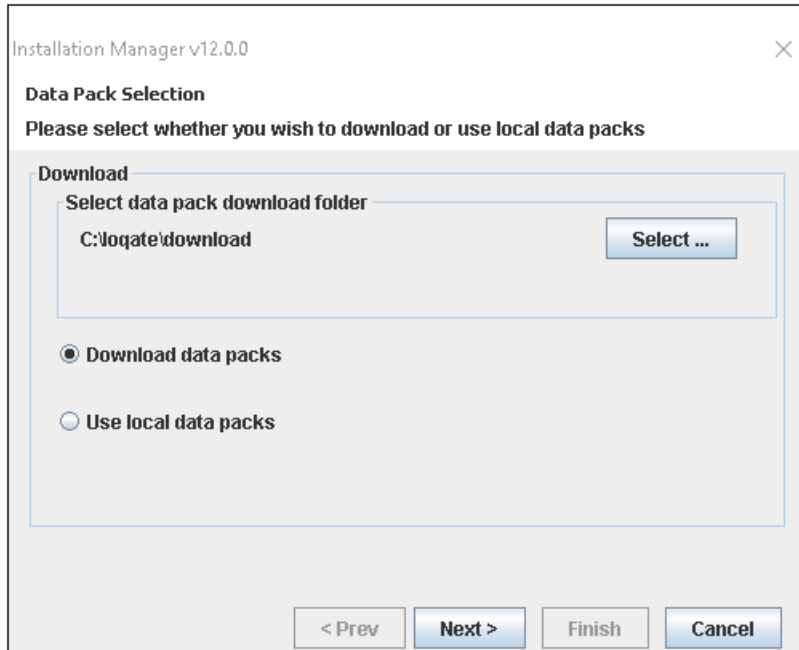 Installation Manager v12.0.0
Data Pack Selection
Please select whether you wish to download or use local data packs
Download
Select data pack download folder
C:\loqate\download
Select ...
Download data packs
Use local data packs
< Prev
Next >
Finish
Cancel